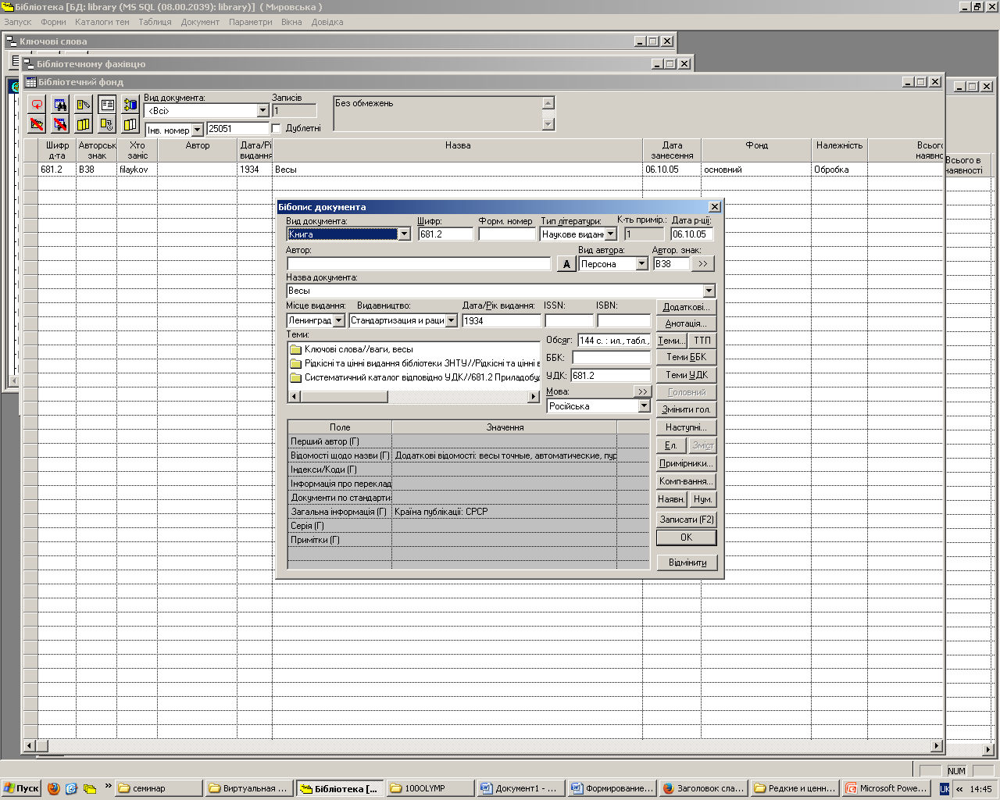 Бібліотека [БД: library (MS SQL (08.00.2039): library)] ( Мировська )
Запуск Форми Каталоги тем Таблиця Документ Параметри Вікна Довідка
Ключові слова
Бібліотечному фахівцю
Бібліотечний фонд
Вид документа: Записів
<Всі> 1 Без обмежень
Інв. номер 25051 Дублетні
Шифр д-та Авторськ знак Хто заніс Автор Дата/Рі видання Назва Дата занесення Фонд Належність Всього наявно
Всього в наявності
681.2 В38 filaykov 1934 Весы 06.10.05 основний Обробка
Бібопис документа
Вид документа: Шифр: Форм. номер Тип літератури: К-ть примір.: Дата р-ції:
Книга 681.2 Наукове видан 1 06.10.05
Автор: Вид автора: Автор. знак:
А Персона В38 >>
Назва документа:
Весы
Місце видання: Видавництво: Дата/Рік видання: ISSN: ISBN: Додаткові...
Ленинград Стандартизация и раци 1934 Анотація...
Теми: Обсяг: 144 с. : ил., табл., Теми... ТТП
Ключові слова//ваги, весы
ББК: Теми ББК
Рідкісні та цінні видання бібліотеки ЗНТУ//Рідкісні та цінні в
Систематичний каталог відповідно УДК//681.2 Приладобуд
УДК: 681.2 Теми УДК
Мова: >> Головний
Російська Змінити гол.
Поле Значення Наступні...
Перший автор (Г) Ел. Зміст
Відомості щодо назви (Г) Додаткові відомості: весы точные, автоматические, пур
Індекси/Коди (Г) Примірники...
Інформація про переклад Комп-вання...
Документи по стандарти Наявн. Нум.
Загальна інформація (Г) Країна публікації: СРСР
Серія (Г) Записати (F2)
Примітки (Г) OK
Відмінити
NUM
Пуск » семинар Виртуальная ... Бібліотека [... 100OLYMP Документ1 - ... Формирование... Заголовок сла... Редкие и ценн... Microsoft Powe... UK « 14:45